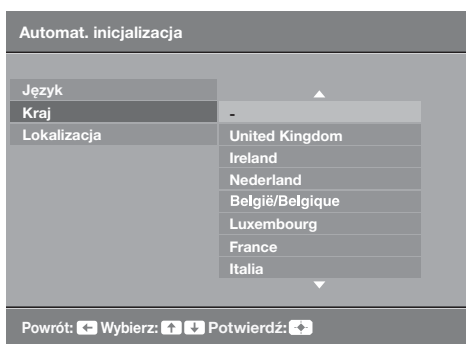 Automat. inicjalizacja
Język
Kraj
-
Lokalizacja
United Kingdom
Ireland
Nederland
België/Belgique
Luxembourg
France
Italia
Powrót: Wybierz: Potwierdź: